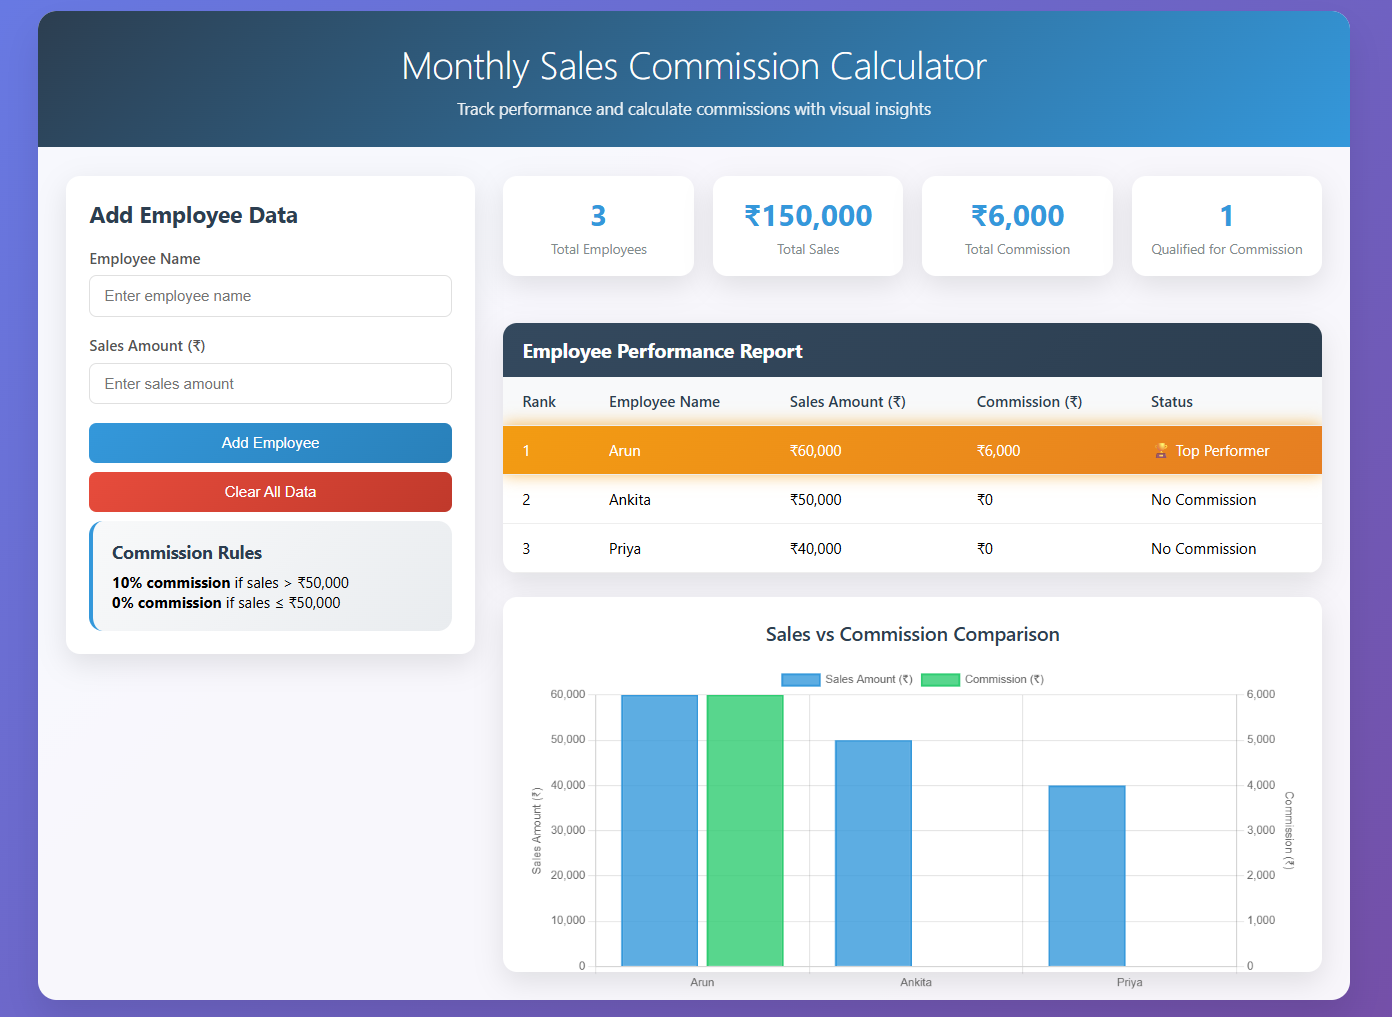 Monthly Sales Commission Calculator
Track performance and calculate commissions with visual insights
Add Employee Data
Employee Name
Enter employee name
Sales Amount (₹)
Enter sales amount
Add Employee
Clear All Data
Commission Rules
10% commission if sales > ₹50,000
0% commission if sales ≤ ₹50,000
3
Total Employees
₹150,000
Total Sales
₹6,000
Total Commission
1
Qualified for Commission
Employee Performance Report
Rank Employee Name Sales Amount (₹) Commission (₹) Status
1 Arun ₹60,000 ₹6,000 🏆 Top Performer
2 Ankita ₹50,000 ₹0 No Commission
3 Priya ₹40,000 ₹0 No Commission
Sales vs Commission Comparison
Sales Amount (₹) Commission (₹)
60,000 6,000
50,000 5,000
40,000 4,000
30,000 3,000
20,000 2,000
10,000 1,000
0 0
Sales Amount (₹)
Commission (₹)
Arun Ankita Priya